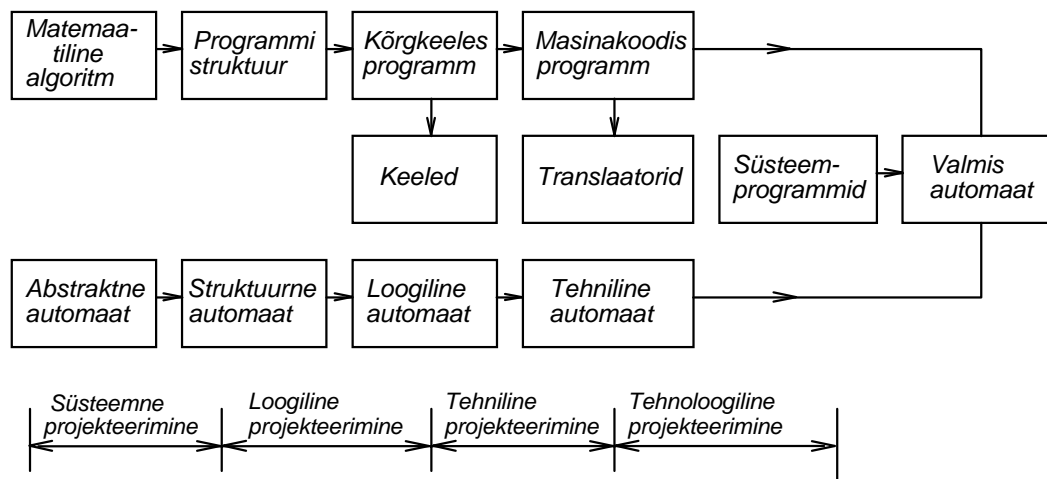 Matemaa-
tiline
algoritm
Programmi
struktuur
Kõrgkeeles
programm
Masinakoodis
programm
Keeled
Translaatorid
Süsteem-
programmid
Valmis
automaat
Abstraktne
automaat
Struktuurne
automaat
Loogiline
automaat
Tehniline
automaat
Süsteemne
projekteerimine
Loogiline
projekteerimine
Tehniline
projekteerimine
Tehnoloogiline
projekteerimine